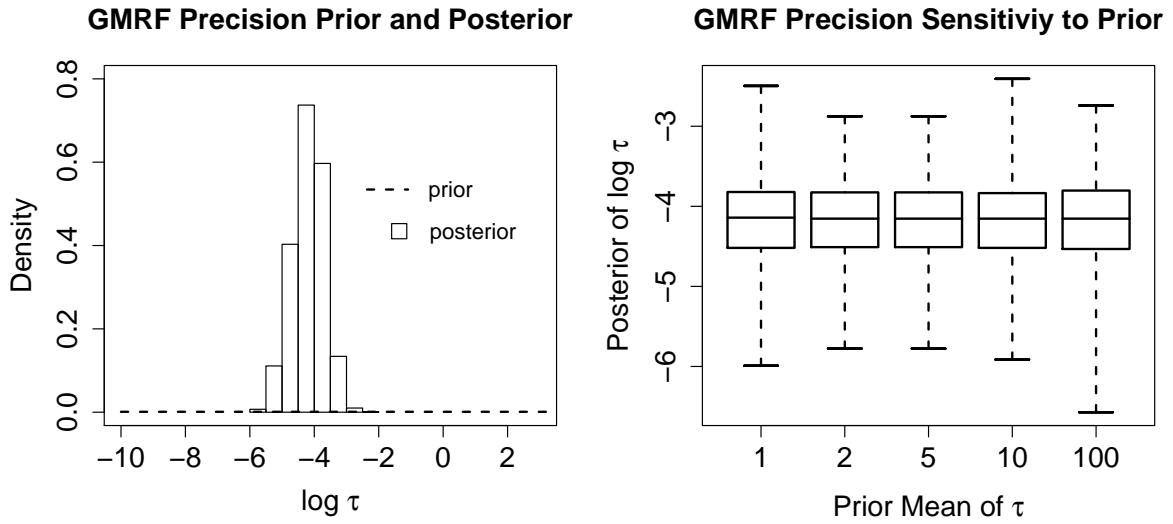 GMRF Precision Prior and Posterior
Density
0.0
0.2
0.4
0.6
0.8
prior
posterior
−10 −8 −6 −4 −2 0 2
log τ
GMRF Precision Sensitiviy to Prior
Posterior of log τ
−6
−5
−4
−3
1 2 5 10 100
Prior Mean of τ